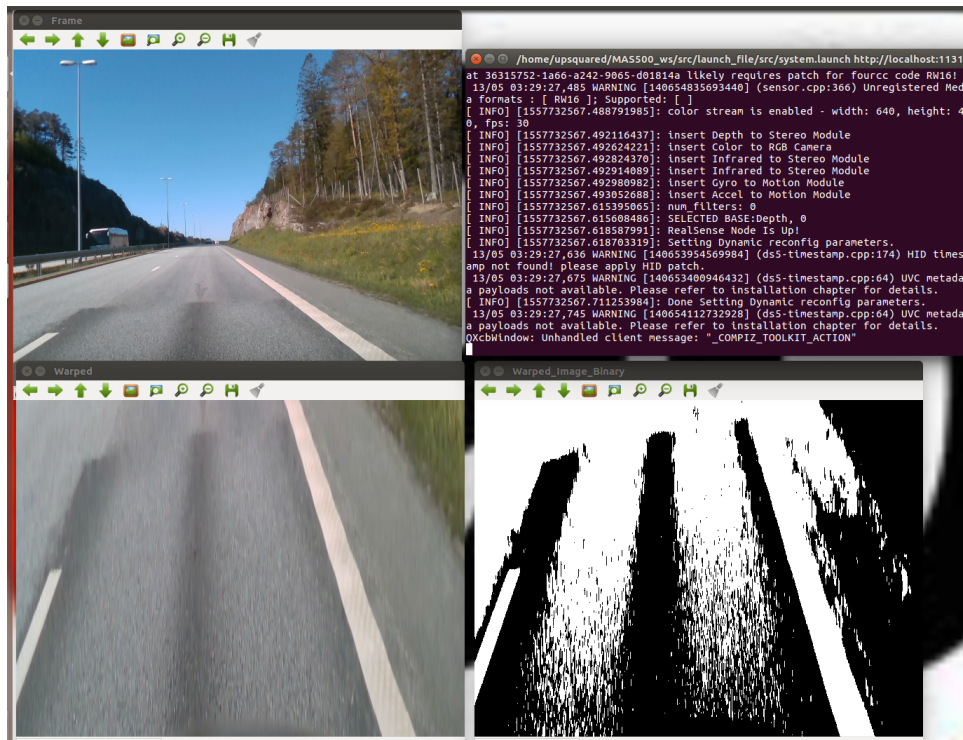 Frame
/home/upsquared/MAS500_ws/src/launch_file/src/system.launch http://localhost:1131
at 36315752-1a66-a242-9065-d01814a likely requires patch for fourcc code RW16!
13/05 03:29:27,485 WARNING [140654835693440] (sensor.cpp:366) Unregistered Med
a formats : [ RW16 ]; Supported: [ ]
[ INFO] [1557732567.488791985]: color stream is enabled - width: 640, height: 4
0, fps: 30
[ INFO] [1557732567.492116437]: insert Depth to Stereo Module
[ INFO] [1557732567.492624221]: insert Color to RGB Camera
[ INFO] [1557732567.492824370]: insert Infrared to Stereo Module
[ INFO] [1557732567.492914089]: insert Infrared to Stereo Module
[ INFO] [1557732567.492980982]: insert Gyro to Motion Module
[ INFO] [1557732567.493052688]: insert Accel to Motion Module
[ INFO] [1557732567.615395065]: num_filters: 0
[ INFO] [1557732567.615608486]: SELECTED BASE:Depth, 0
[ INFO] [1557732567.618587991]: RealSense Node Is Up!
[ INFO] [1557732567.618703319]: Setting Dynamic reconfig parameters.
13/05 03:29:27,636 WARNING [140653954569984] (ds5-timestamp.cpp:174) HID times
amp not found! please apply HID patch.
13/05 03:29:27,675 WARNING [140653400946432] (ds5-timestamp.cpp:64) UVC metada
a payloads not available. Please refer to installation chapter for details.
[ INFO] [1557732567.711253984]: Done Setting Dynamic reconfig parameters.
13/05 03:29:27,745 WARNING [140654112732928] (ds5-timestamp.cpp:64) UVC metada
a payloads not available. Please refer to installation chapter for details.
QXcbWindow: Unhandled client message: "_COMPIZ_TOOLKIT_ACTION"
Warped
Warped_Image_Binary